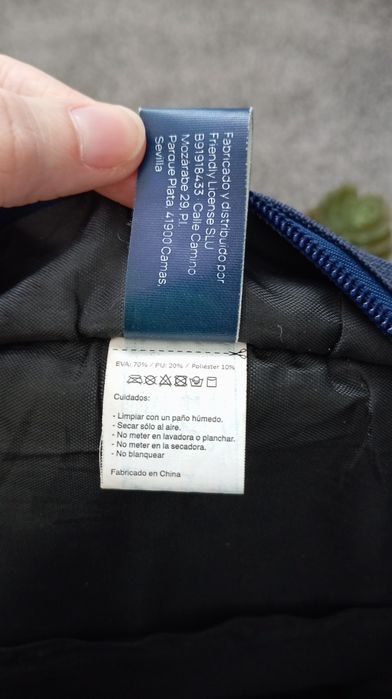 Fabricado y distribuido por
Friendly License SLU
B91918433. Calle Camino
Mozárabe 29, P.I.
Parque Plata, 41900 Camas,
Sevilla
EVA: 70% / PU: 20% / Poliéster 10%
Cuidados:
- Limpiar con un paño húmedo.
- Secar sólo al aire.
- No meter en lavadora o planchar.
- No meter en la secadora.
- No blanquear
Fabricado en China